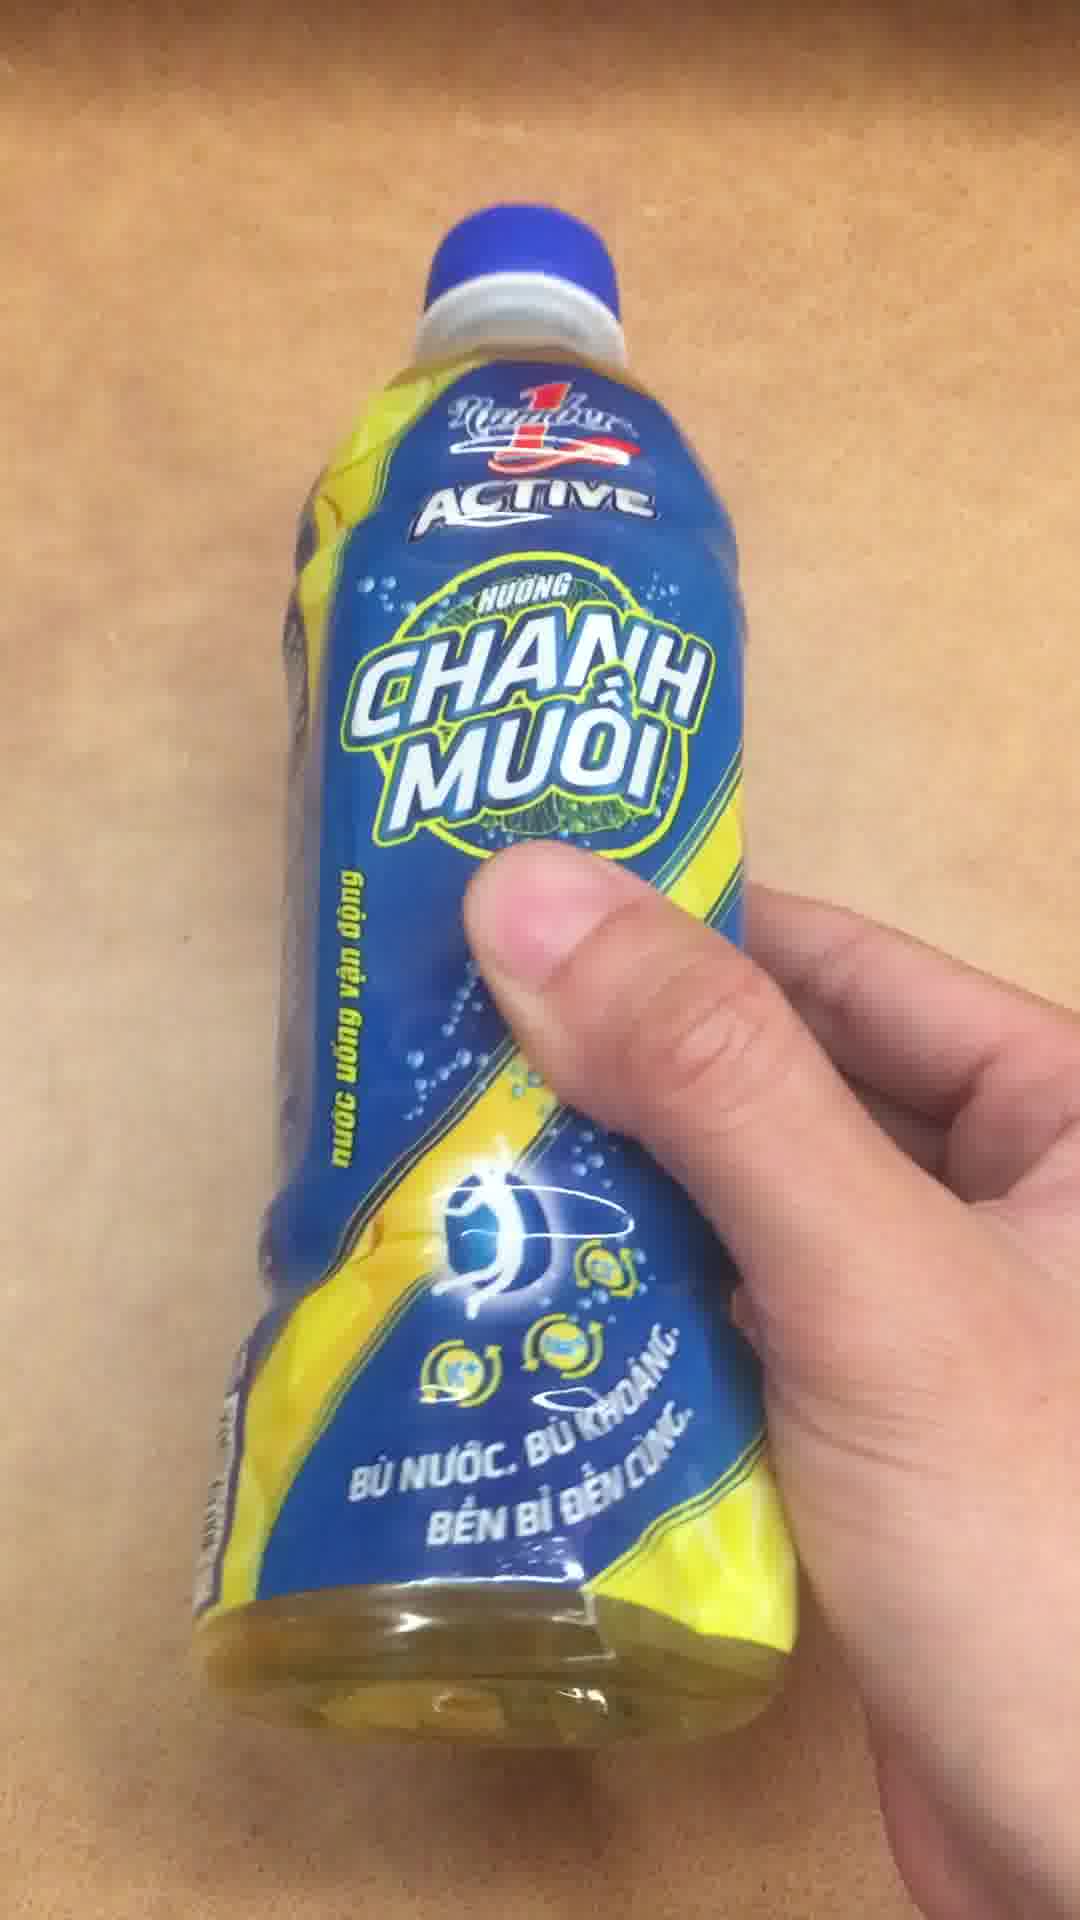 Number 1
ACTIVE
HƯƠNG
CHANH
MUỐI
nước uống vận động
K+
BÙ NƯỚC. BÙ KHOÁNG.
BỀN BỈ ĐẾN CÙNG.